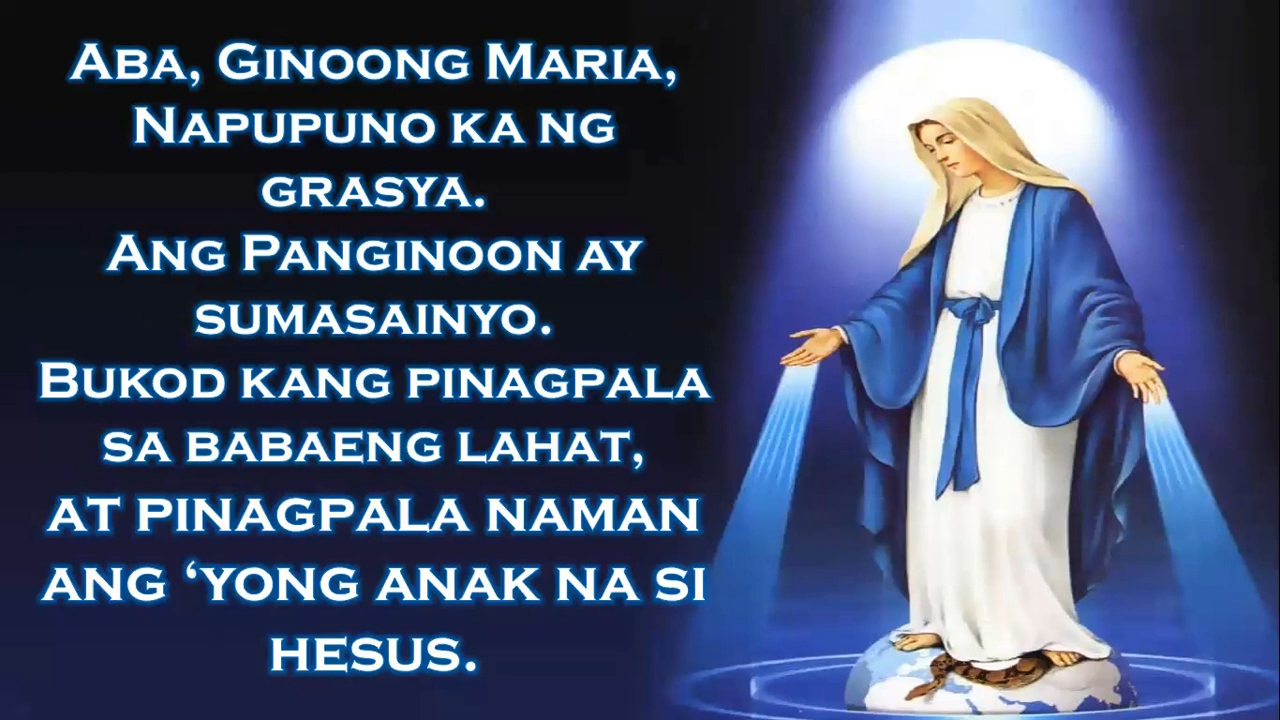 Aba, Ginoong Maria,
Napupuno ka ng
grasya.
Ang Panginoon ay
sumasainyo.
Bukod kang pinagpala
sa babaeng lahat,
at pinagpala naman
ang ‘yong anak na si
Hesus.